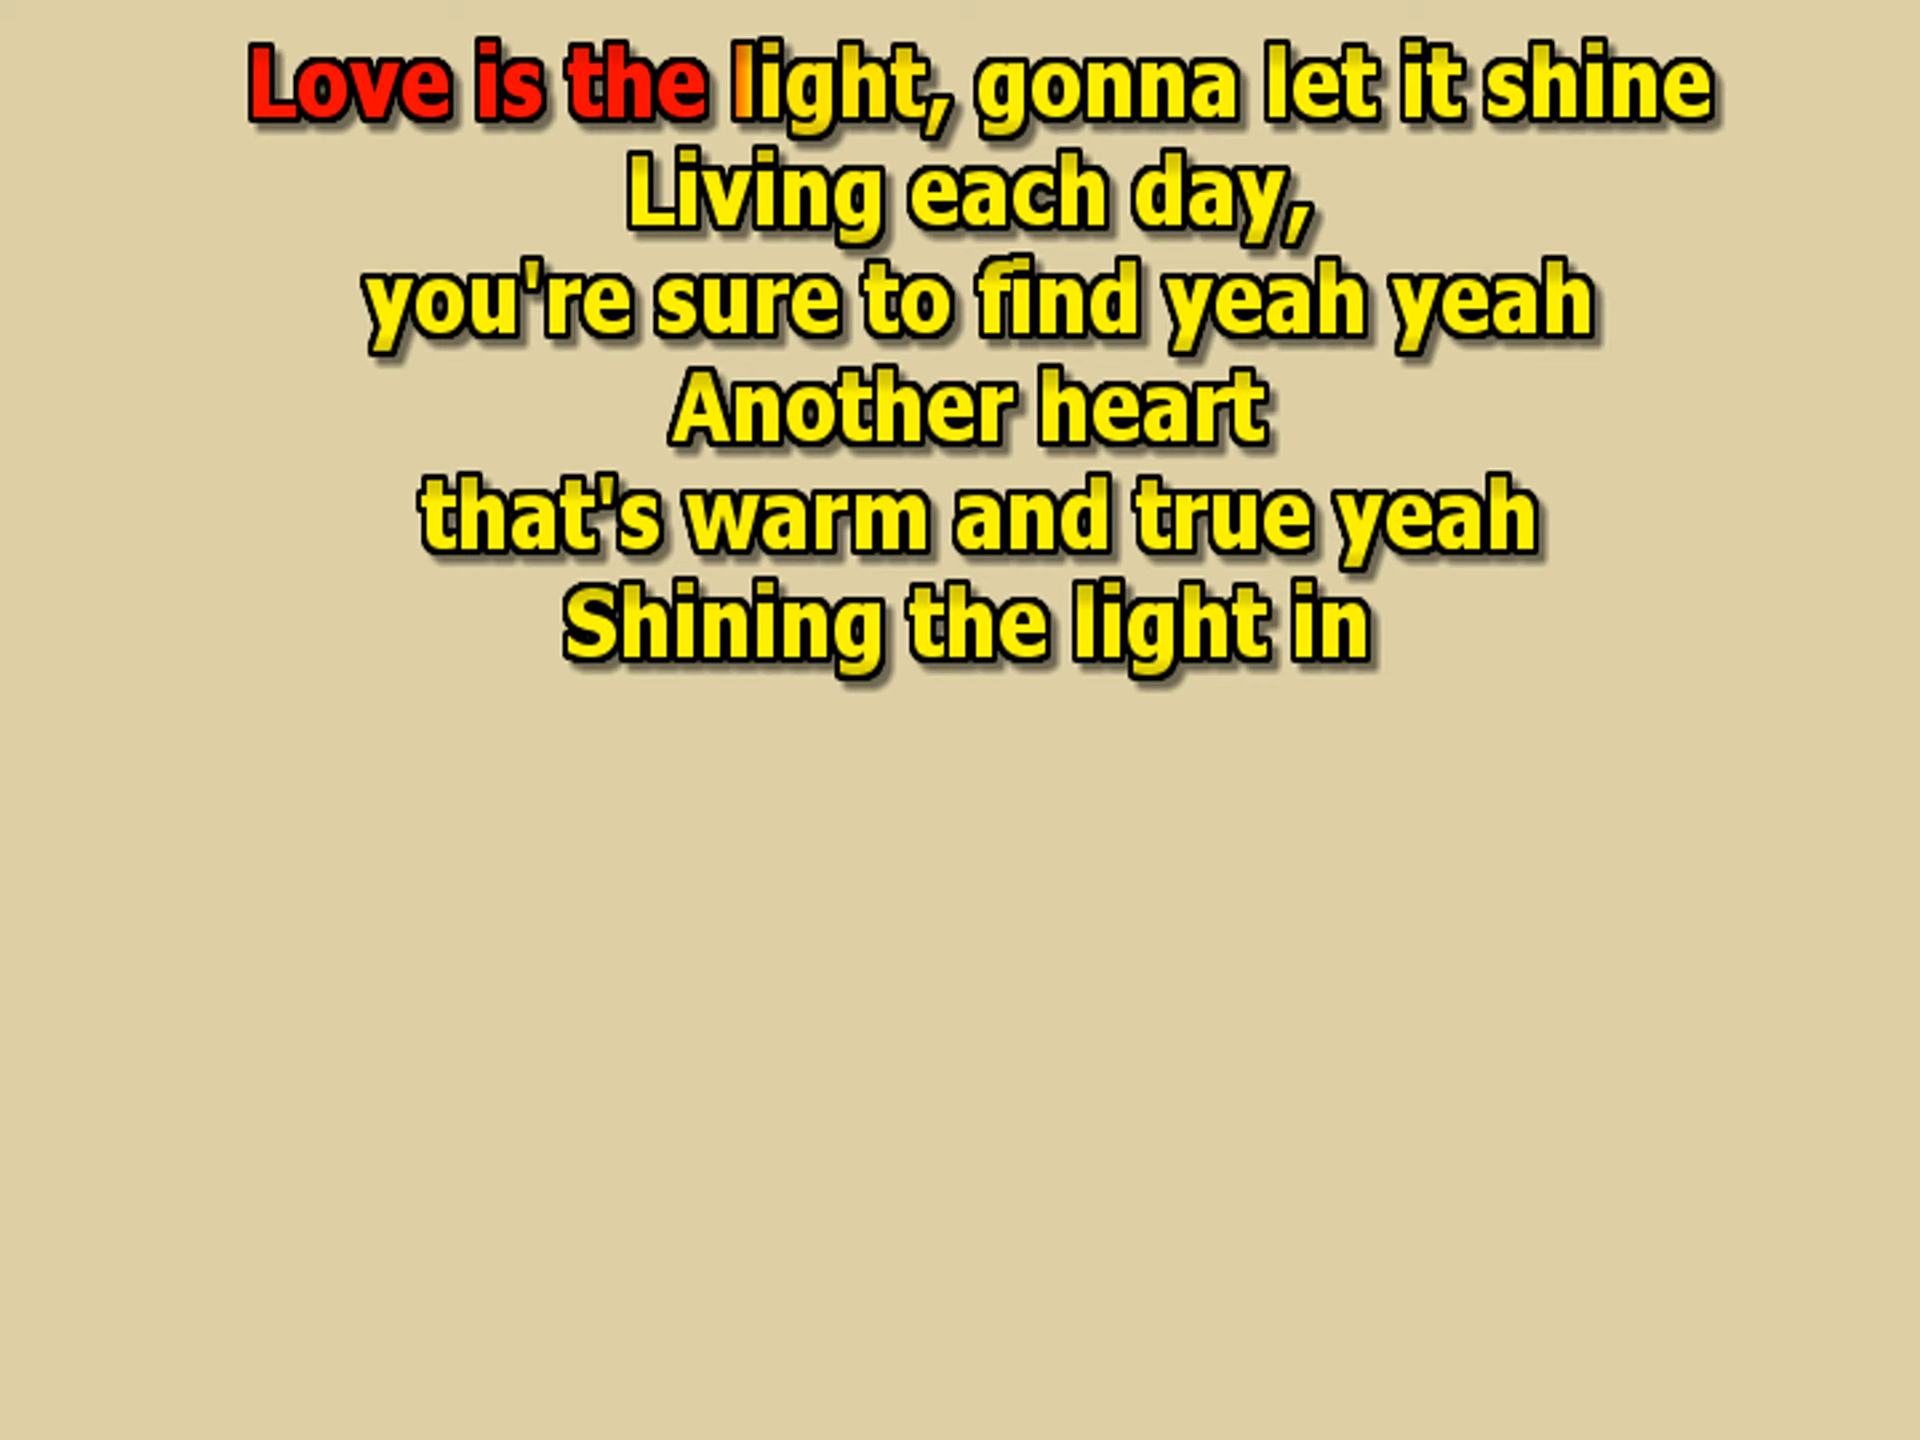 Love is the light, gonna let it shine
Living each day,
you're sure to find yeah yeah
Another heart
that's warm and true yeah
Shining the light in